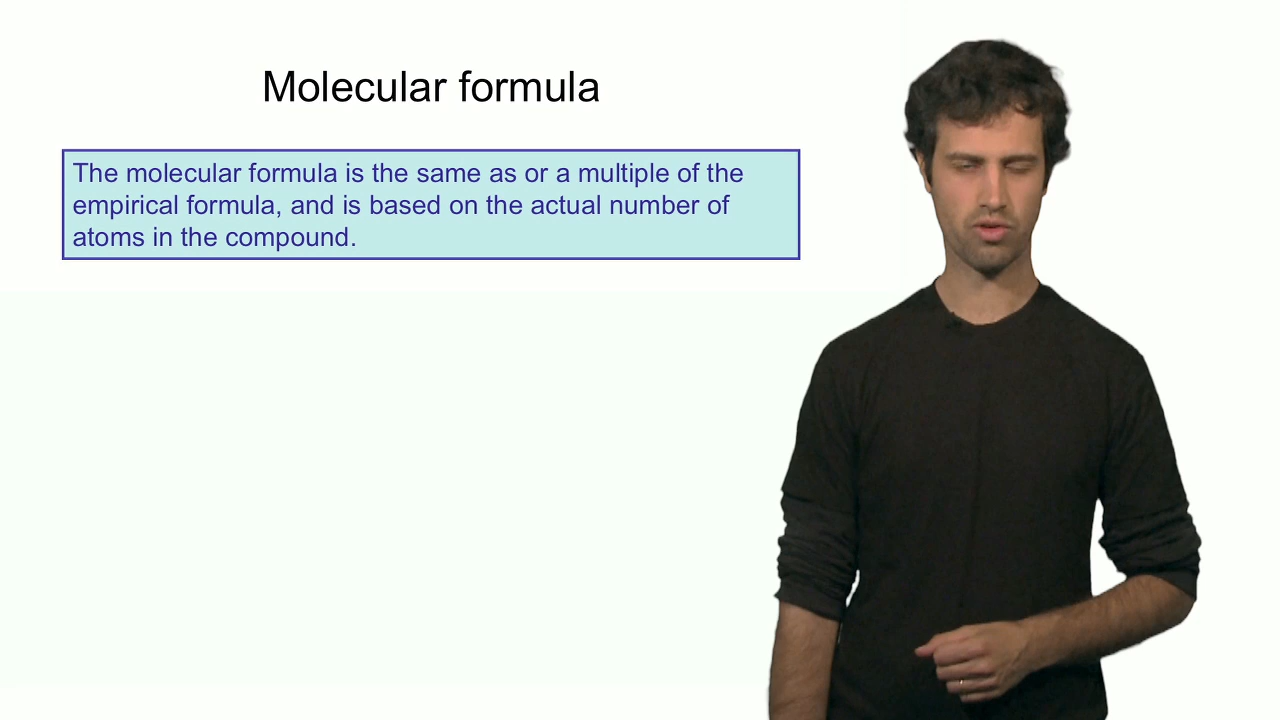 Molecular formula
The molecular formula is the same as or a multiple of the
empirical formula, and is based on the actual number of
atoms in the compound.